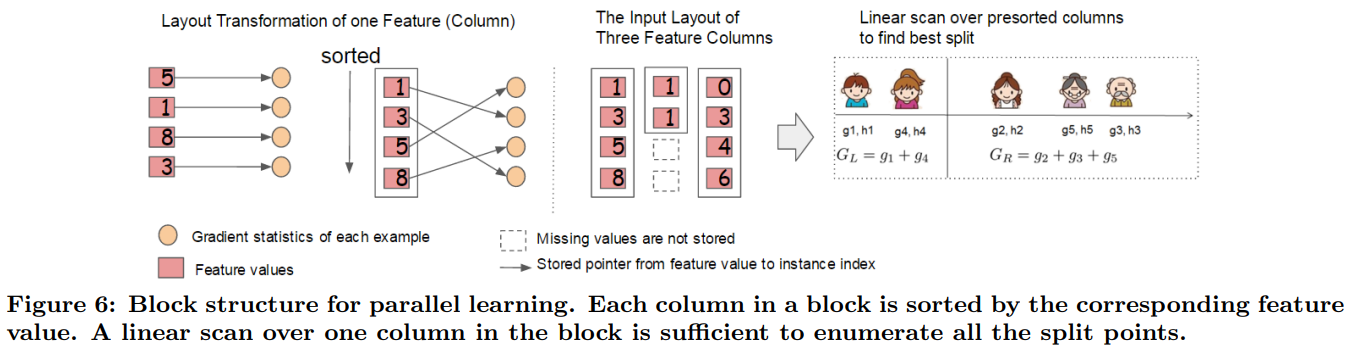 Layout Transformation of one Feature (Column)
sorted
5
1
8
3
1
3
5
8
The Input Layout of
Three Feature Columns
1
3
5
8
1
1
0
3
4
6
Linear scan over presorted columns
to find best split
g1, h1 g4, h4 g2, h2 g5, h5 g3, h3
G_L = g_1 + g_4 G_R = g_2 + g_3 + g_5
Gradient statistics of each example
Feature values
Missing values are not stored
Stored pointer from feature value to instance index
Figure 6: Block structure for parallel learning. Each column in a block is sorted by the corresponding feature
value. A linear scan over one column in the block is sufficient to enumerate all the split points.